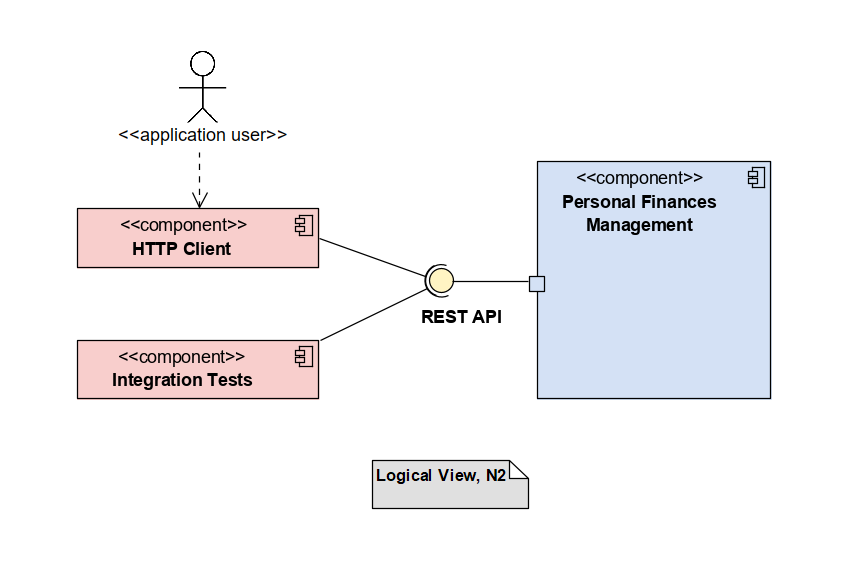 <<application user>>
<<component>>
HTTP Client
<<component>>
Personal Finances
Management
REST API
<<component>>
Integration Tests
Logical View, N2